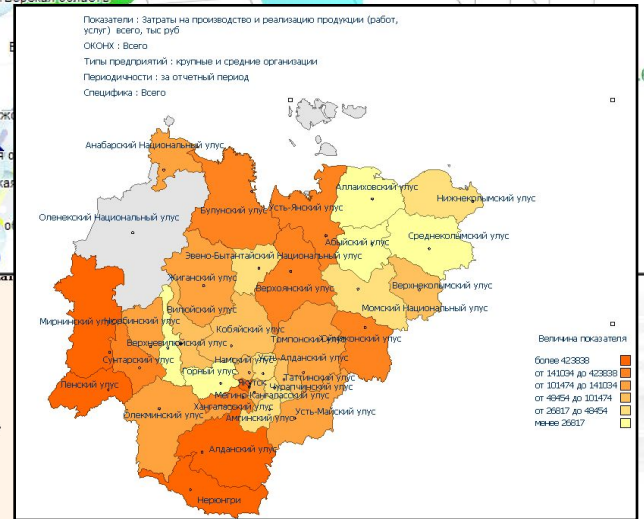 Показатели : Затраты на производство и реализацию продукции (работ,
услуг) всего, тыс руб
ОКОНХ : Всего
Типы предприятий : крупные и средние организации
Периодичности : за отчетный период
Специфика : Всего
Анабарский Национальный улус
Аллаиховский улус
Нижнеколымский улус
Оленекский Национальный улус
Булунский улус
Усть-Янский улус
Абыйский улус
Среднеколымский улус
Эвено-Бытантайский Национальный улус
Жиганский улус
Верхоянский улус
Верхнеколымский улус
Вилюйский улус
Момский Национальный улус
Мирнинский улус
Кобяйский улус
Томпонский улус
Верхневилюйский улус
Величина показателя
Сунтарский улус
Намский улус
Усть-Алданский улус
более 423838
Горный улус
Таттинский улус
от 141034 до 423838
Ленский улус
Якутск
Чурапчинский улус
от 101474 до 141034
Мегино-Кангаласский улус
от 48454 до 101474
Олекминский улус
Хангаласский улус
Усть-Майский улус
от 26817 до 48454
Амгинский улус
менее 26817
Алданский улус
Нерюнгри